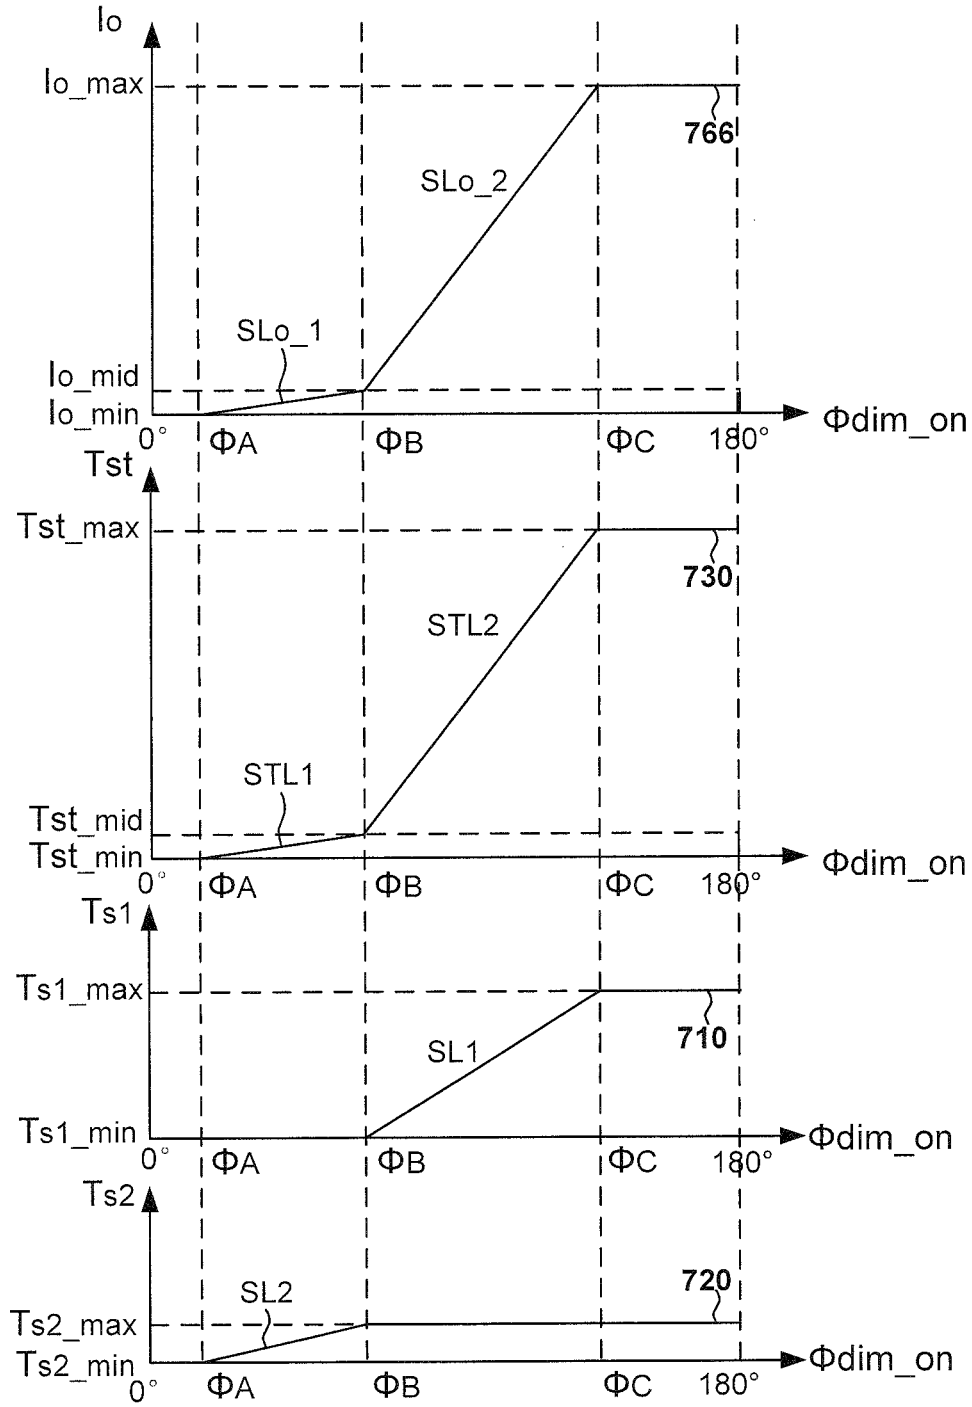 Io
Io_max
766
SLo_2
SLo_1
Io_mid
Io_min
Φdim_on
0° ΦA ΦB ΦC 180°
Tst
Tst_max
730
STL2
STL1
Tst_mid
Tst_min
Φdim_on
0° ΦA ΦB ΦC 180°
Ts1
Ts1_max
710
SL1
Ts1_min
Φdim_on
0° ΦA ΦB ΦC 180°
Ts2
720
SL2
Ts2_max
Ts2_min
Φdim_on
0° ΦA ΦB ΦC 180°